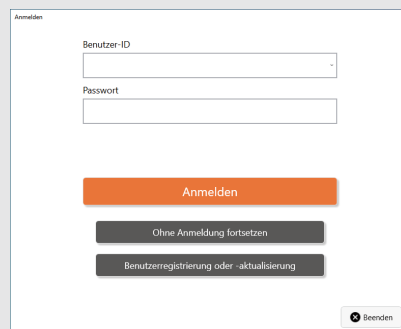 Anmelden
Benutzer-ID
Passwort
Anmelden
Ohne Anmeldung fortsetzen
Benutzerregistrierung oder -aktualisierung
Beenden